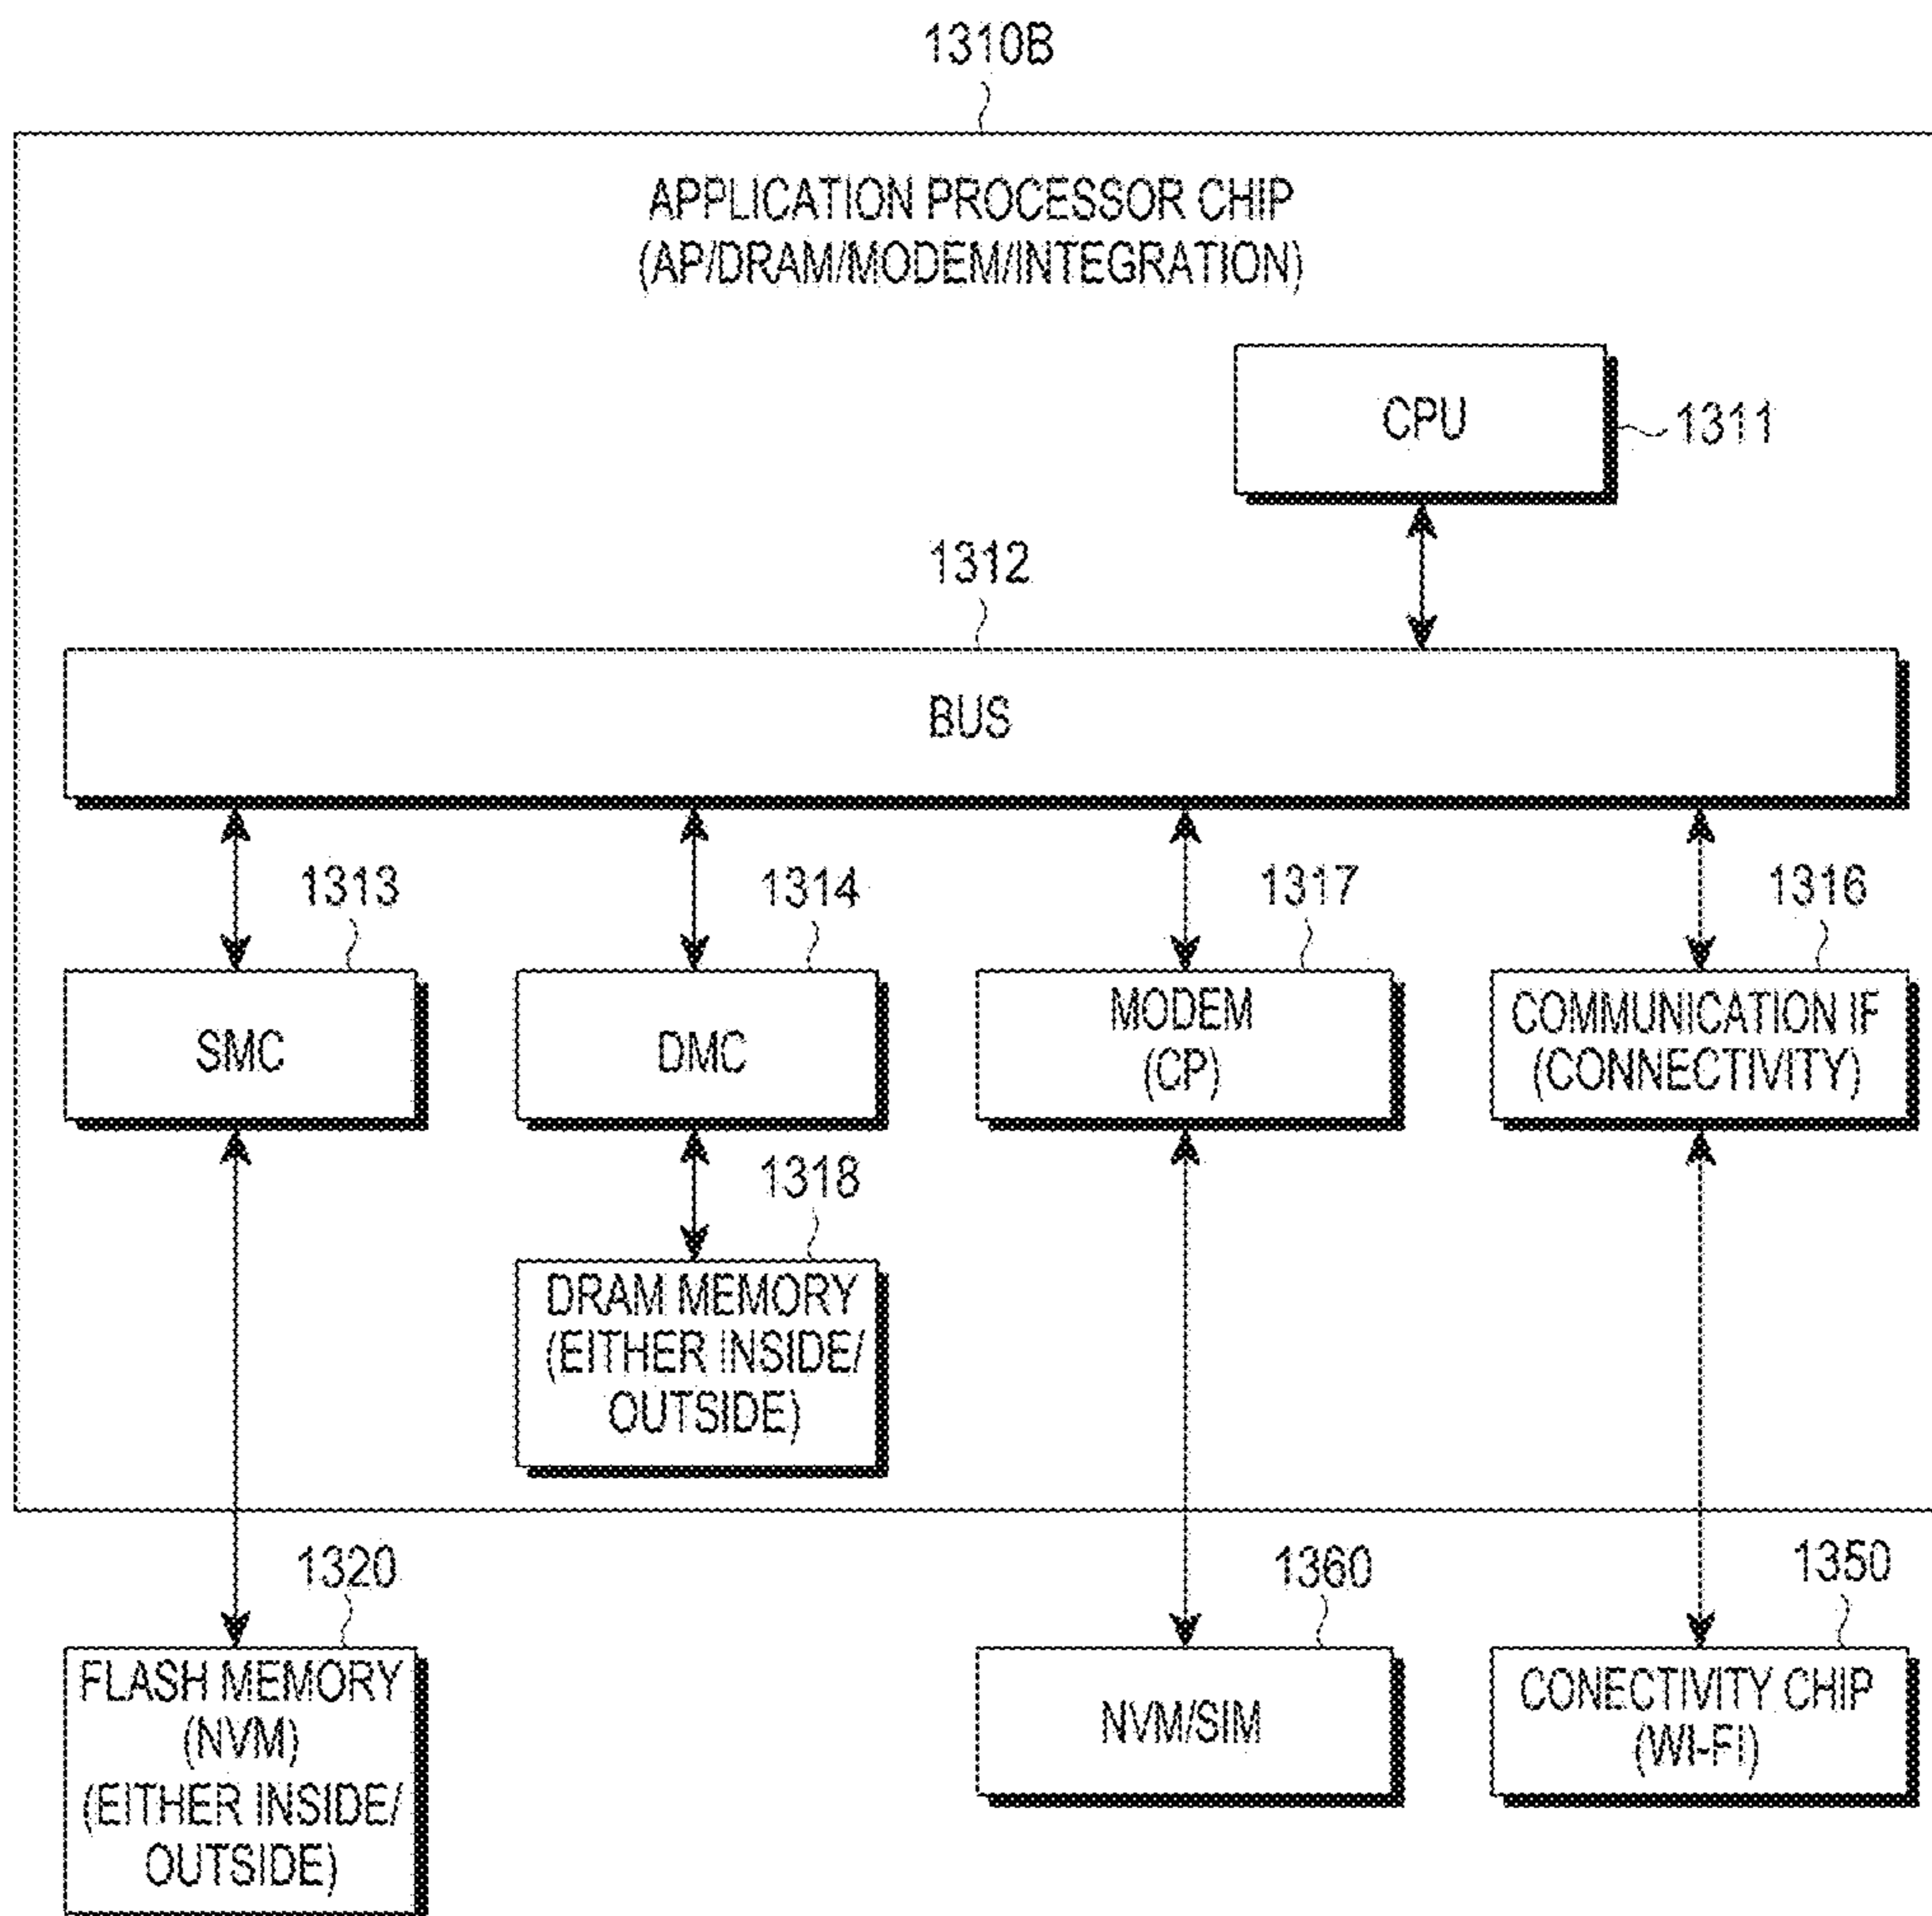 1310B
APPLICATION PROCESSOR CHIP
(AP/DRAM/MODEM/INTEGRATION)
CPU
1311
1312
BUS
1313
1314
1317
1316
SMC
DMC
MODEM
(CP)
COMMUNICATION IF
(CONNECTIVITY)
1318
DRAM MEMORY
(EITHER INSIDE/
OUTSIDE)
1320
1360
1350
FLASH MEMORY
(NVM)
(EITHER INSIDE/
OUTSIDE)
NVM/SIM
CONECTIVITY CHIP
(WI-FI)